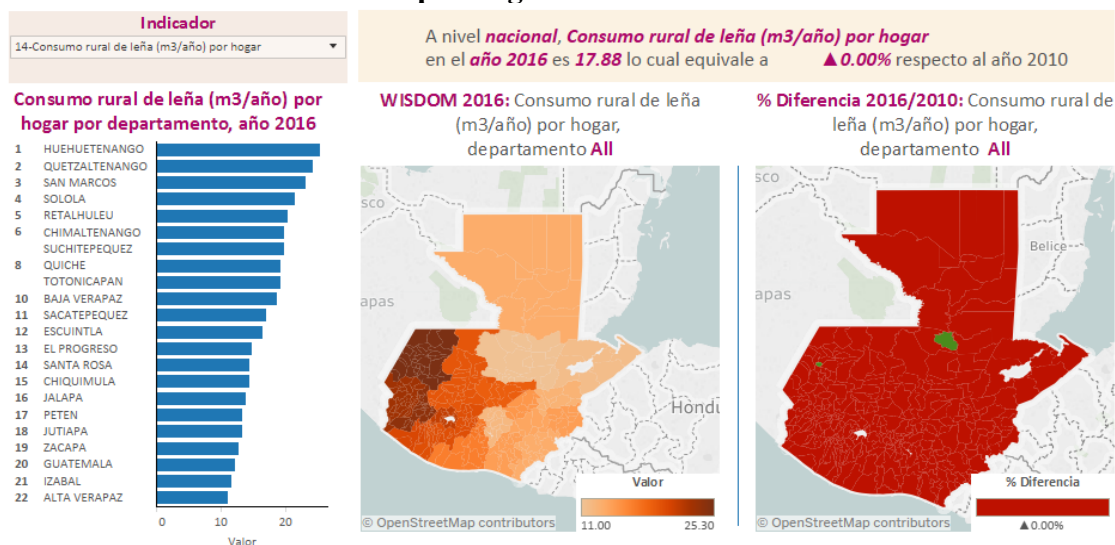 Indicador
14-Consumo rural de leña (m3/año) por hogar
A nivel nacional, Consumo rural de leña (m3/año) por hogar
en el año 2016 es 17.88 lo cual equivale a ▲0.00% respecto al año 2010
Consumo rural de leña (m3/año) por
hogar por departamento, año 2016
1 HUEHUETENANGO
2 QUETZALTENANGO
3 SAN MARCOS
4 SOLOLA
5 RETALHULEU
6 CHIMALTENANGO
SUCHITEPEQUEZ
8 QUICHE
TOTONICAPAN
10 BAJA VERAPAZ
11 SACATEPEQUEZ
12 ESCUINTLA
13 EL PROGRESO
14 SANTA ROSA
15 CHIQUIMULA
16 JALAPA
17 PETEN
18 JUTIAPA
19 ZACAPA
20 GUATEMALA
21 IZABAL
22 ALTA VERAPAZ
0 10 20
Valor
WISDOM 2016: Consumo rural de leña
(m3/año) por hogar,
departamento All
sco
apas
Hondu
Valor
11.00 25.30
© OpenStreetMap contributors
% Diferencia 2016/2010: Consumo rural de
leña (m3/año) por hogar,
departamento All
sco
Belice
apas
% Diferencia
▲0.00%
© OpenStreetMap contributors